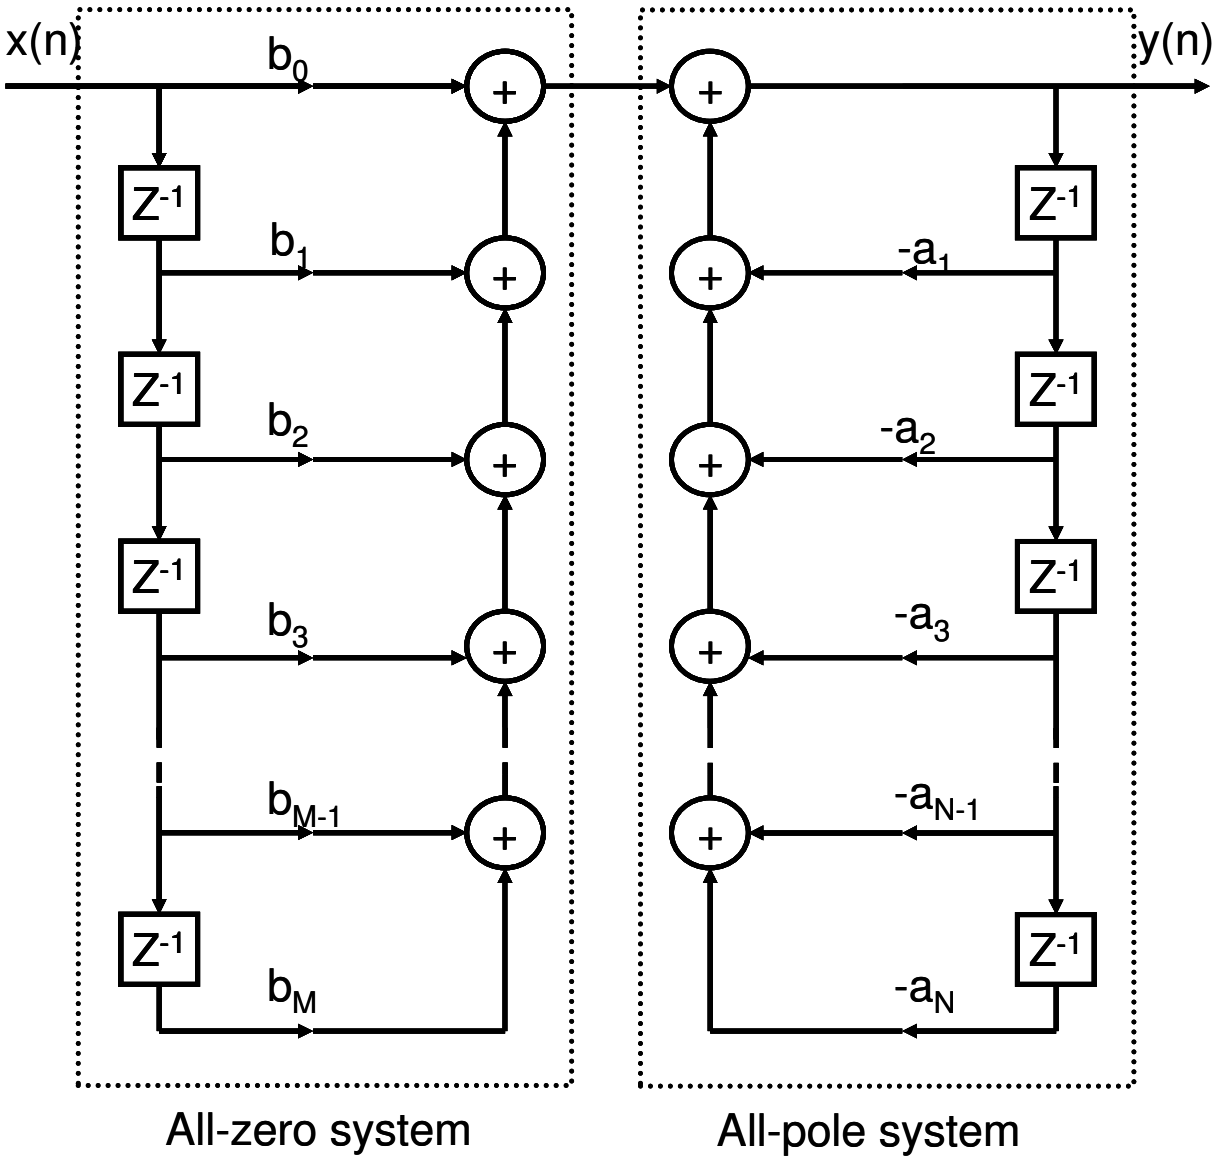 x(n)
y(n)
b0
+
+
Z-1
Z-1
b1
-a1
+
+
Z-1
Z-1
b2
-a2
+
+
Z-1
Z-1
b3
-a3
+
+
bM-1
-aN-1
+
+
Z-1
Z-1
bM
-aN
All-zero system
All-pole system